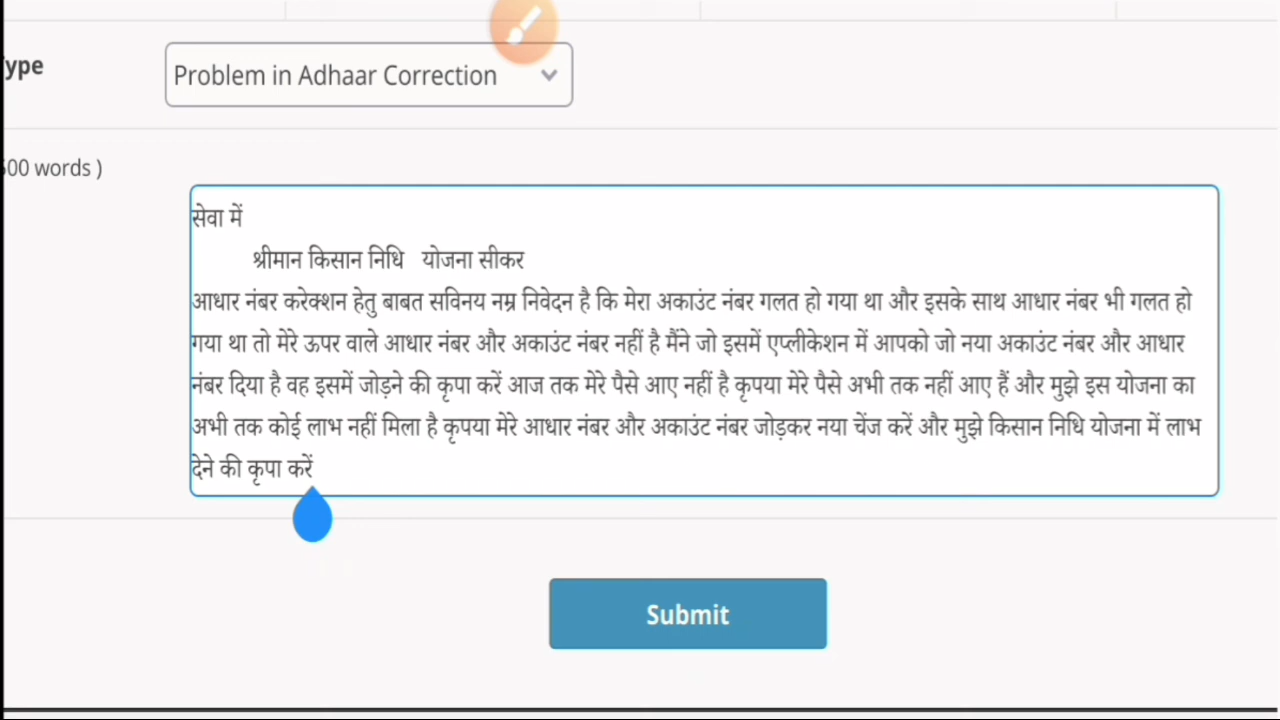 ype
Problem in Adhaar Correction
500 words )
सेवा में
श्रीमान किसान निधि योजना सीकर
आधार नंबर करेक्शन हेतु बाबत सविनय नम्र निवेदन है कि मेरा अकाउंट नंबर गलत हो गया था और इसके साथ आधार नंबर भी गलत हो
गया था तो मेरे ऊपर वाले आधार नंबर और अकाउंट नंबर नहीं है मैंने जो इसमें एप्लीकेशन में आपको जो नया अकाउंट नंबर और आधार
नंबर दिया है वह इसमें जोड़ने की कृपा करें आज तक मेरे पैसे आए नहीं है कृपया मेरे पैसे अभी तक नहीं आए हैं और मुझे इस योजना का
अभी तक कोई लाभ नहीं मिला है कृपया मेरे आधार नंबर और अकाउंट नंबर जोड़कर नया चेंज करें और मुझे किसान निधि योजना में लाभ
देने की कृपा करें
Submit